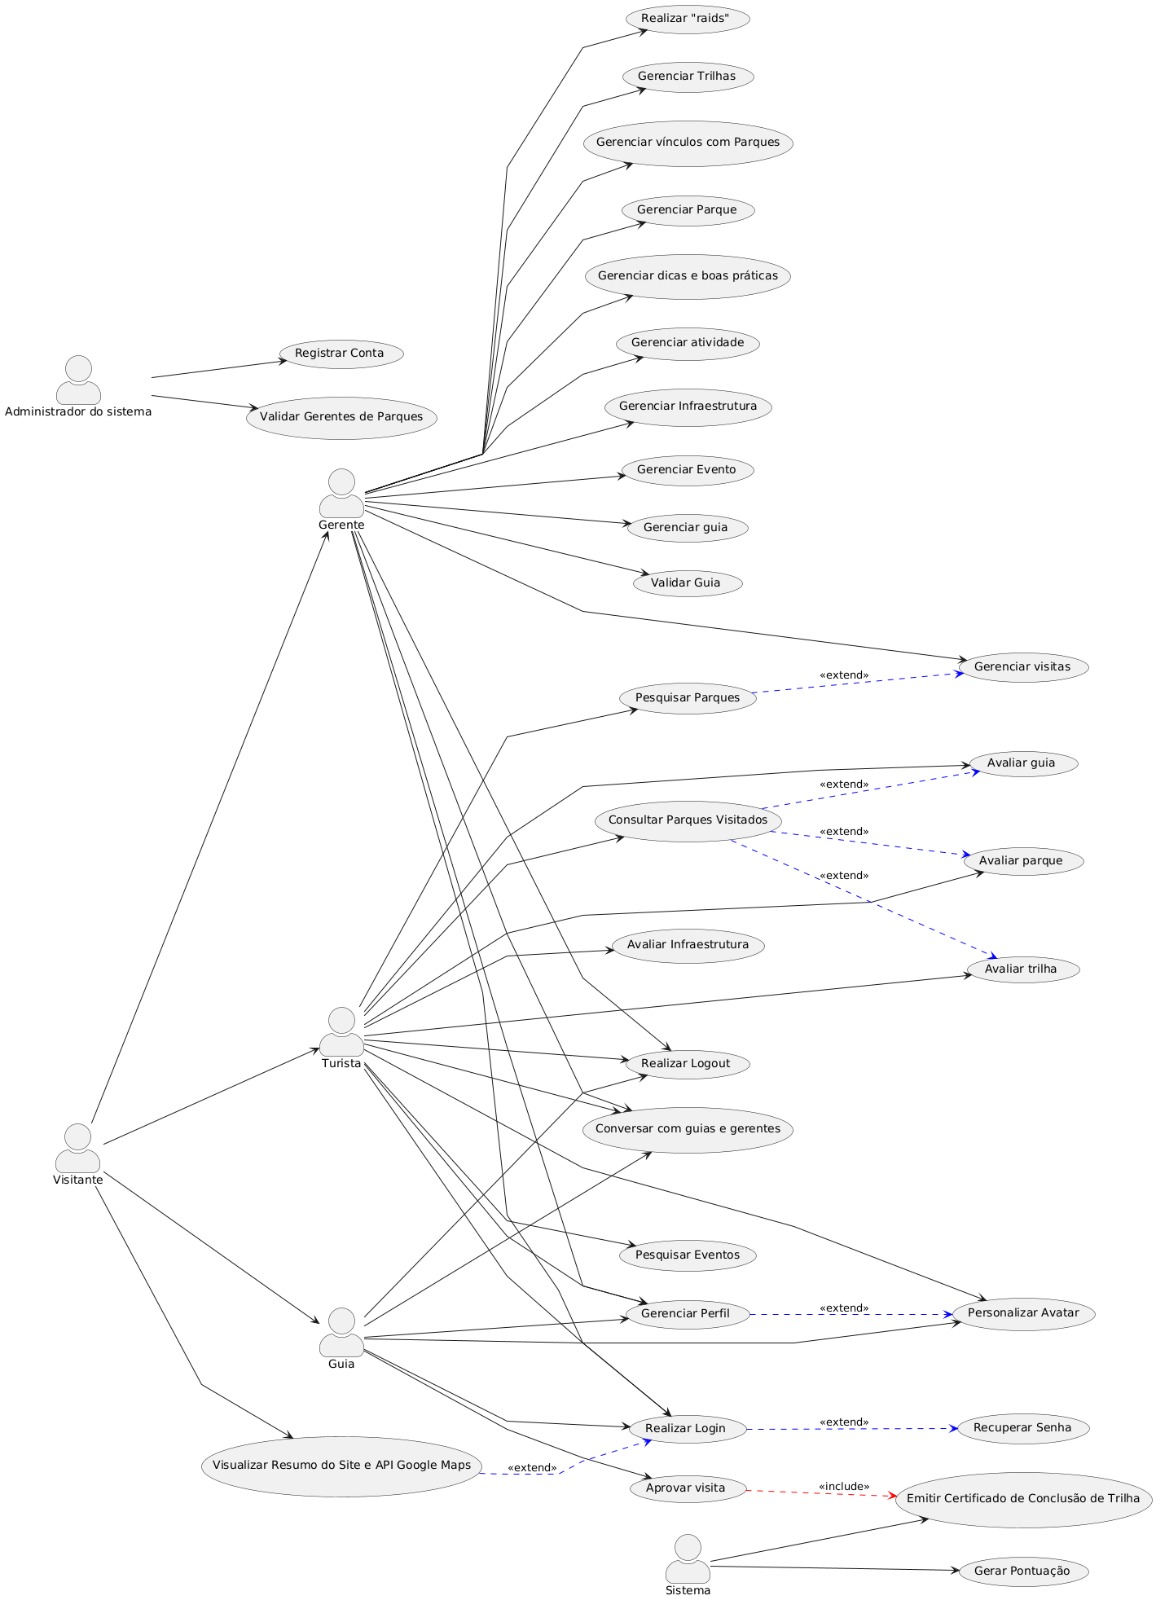 Realizar "raids"
Gerenciar Trilhas
Gerenciar vínculos com Parques
Gerenciar Parque
Gerenciar dicas e boas práticas
Gerenciar atividade
Registrar Conta
Administrador do sistema
Validar Gerentes de Parques
Gerenciar Infraestrutura
Gerenciar Evento
Gerente
Gerenciar guia
Validar Guia
Gerenciar visitas
«extend»
Pesquisar Parques
Avaliar guia
«extend»
Consultar Parques Visitados
«extend»
Avaliar parque
«extend»
Avaliar Infraestrutura
Avaliar trilha
Turista
Realizar Logout
Conversar com guias e gerentes
Visitante
Pesquisar Eventos
Gerenciar Perfil
«extend»
Personalizar Avatar
Guia
Realizar Login
«extend»
Recuperar Senha
Visualizar Resumo do Site e API Google Maps
«extend»
Aprovar visita
«include»
Emitir Certificado de Conclusão de Trilha
Sistema
Gerar Pontuação